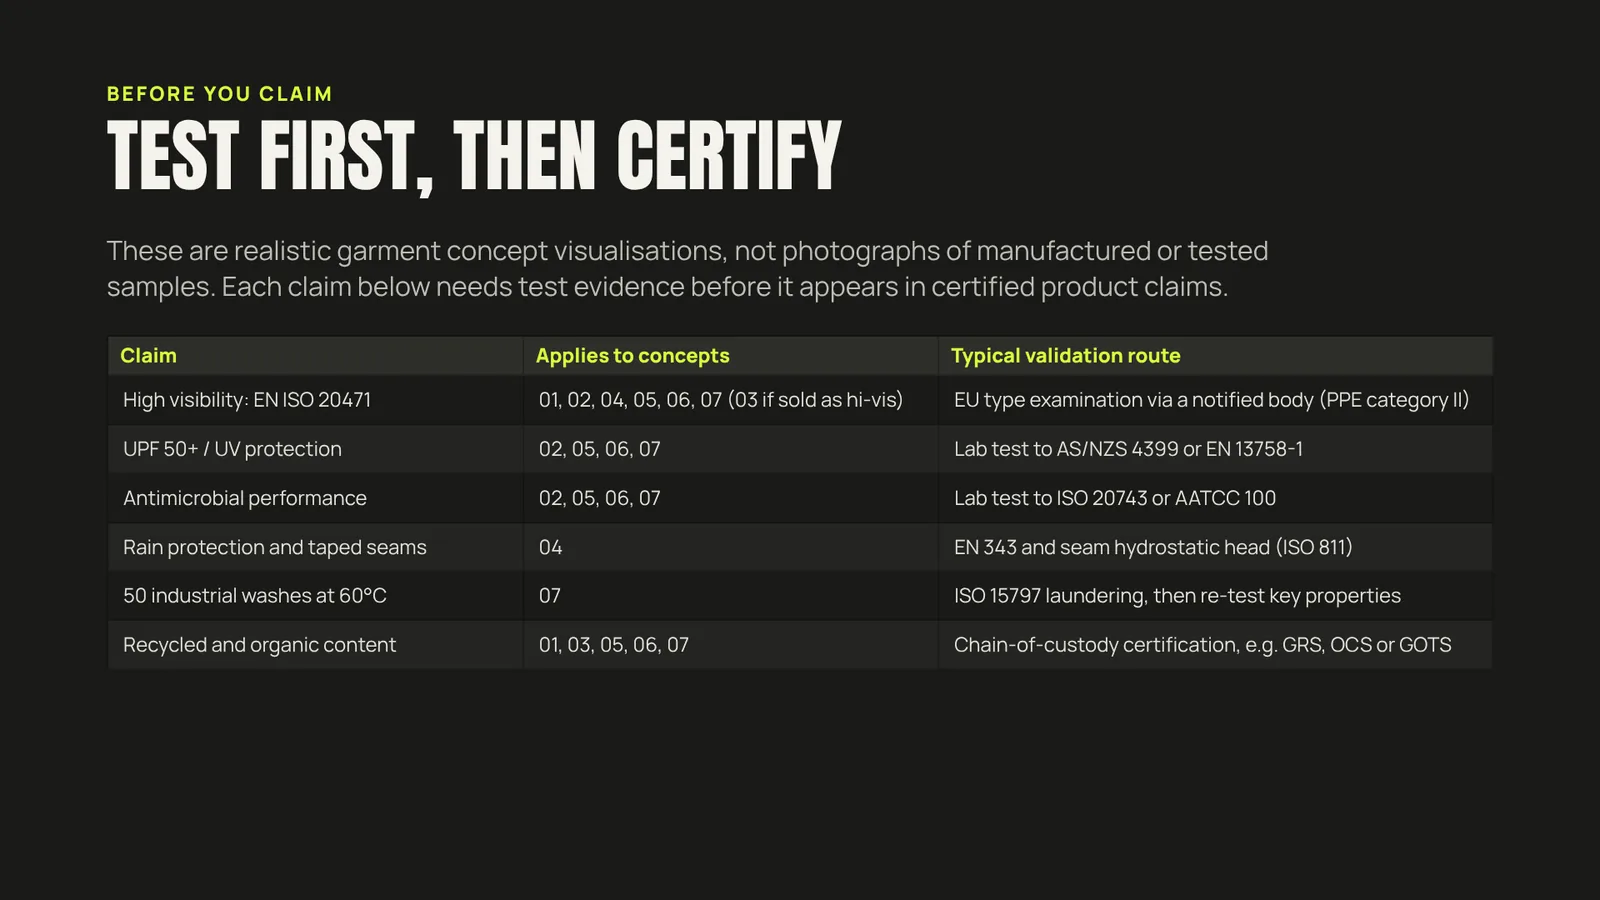 BEFORE YOU CLAIM
TEST FIRST, THEN CERTIFY
These are realistic garment concept visualisations, not photographs of manufactured or tested
samples. Each claim below needs test evidence before it appears in certified product claims.
Claim Applies to concepts Typical validation route
High visibility: EN ISO 20471 01, 02, 04, 05, 06, 07 (03 if sold as hi-vis) EU type examination via a notified body (PPE category II)
UPF 50+ / UV protection 02, 05, 06, 07 Lab test to AS/NZS 4399 or EN 13758-1
Antimicrobial performance 02, 05, 06, 07 Lab test to ISO 20743 or AATCC 100
Rain protection and taped seams 04 EN 343 and seam hydrostatic head (ISO 811)
50 industrial washes at 60°C 07 ISO 15797 laundering, then re-test key properties
Recycled and organic content 01, 03, 05, 06, 07 Chain-of-custody certification, e.g. GRS, OCS or GOTS